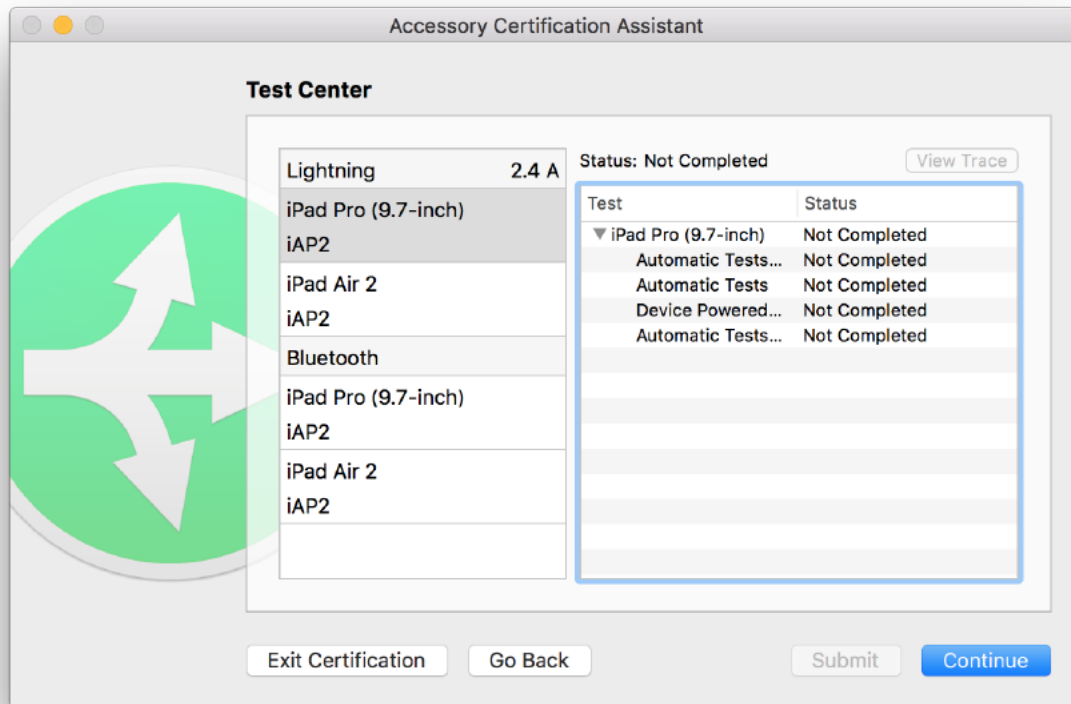 Accessory Certification Assistant
Test Center
Lightning 2.4 A
iPad Pro (9.7-inch)
iAP2
iPad Air 2
iAP2
Bluetooth
iPad Pro (9.7-inch)
iAP2
iPad Air 2
iAP2
Status: Not Completed View Trace
Test Status
iPad Pro (9.7-inch) Not Completed
Automatic Tests... Not Completed
Automatic Tests Not Completed
Device Powered... Not Completed
Automatic Tests... Not Completed
Exit Certification Go Back Submit Continue